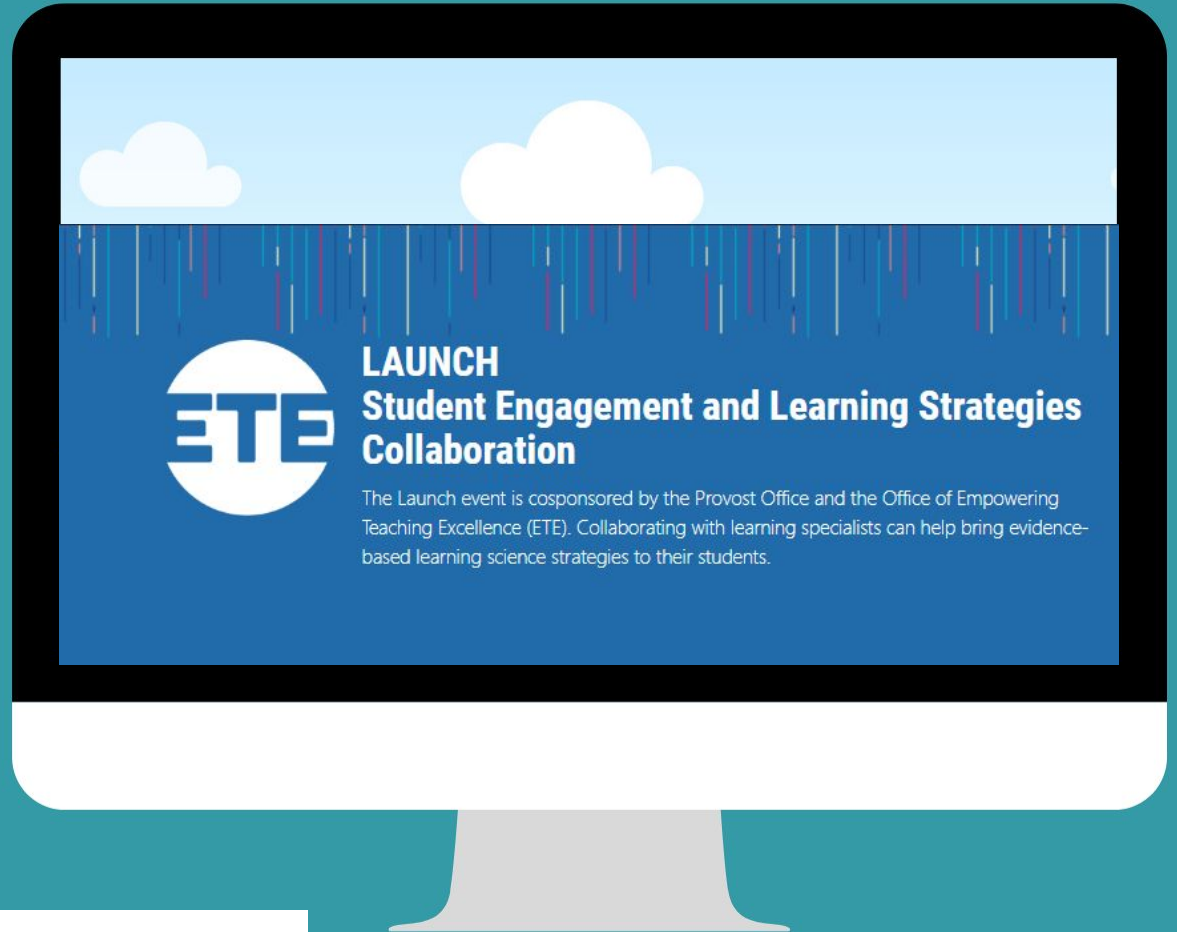 ETE
LAUNCH
Student Engagement and Learning Strategies
Collaboration
The Launch event is cosponsored by the Provost Office and the Office of Empowering
Teaching Excellence (ETE). Collaborating with learning specialists can help bring evidence-
based learning science strategies to their students.